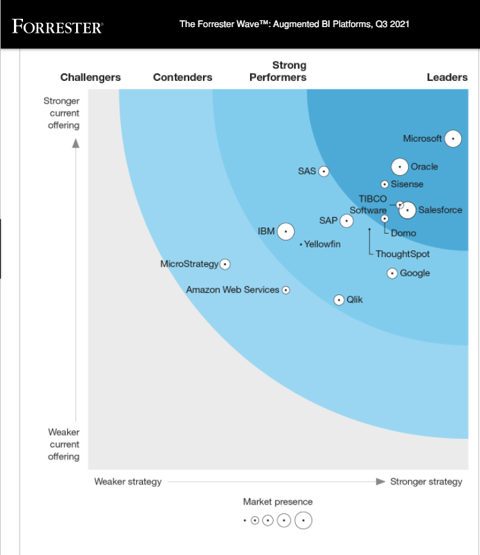 FORRESTER®
The Forrester Wave™: Augmented BI Platforms, Q3 2021
Challengers
Contenders
Strong
Performers
Leaders
Stronger
current
offering
Microsoft
Oracle
SAS
Sisense
TIBCO
Software
Salesforce
SAP
IBM
Domo
Yellowfin
ThoughtSpot
MicroStrategy
Google
Amazon Web Services
Qlik
Weaker
current
offering
Weaker strategy
Stronger strategy
Market presence